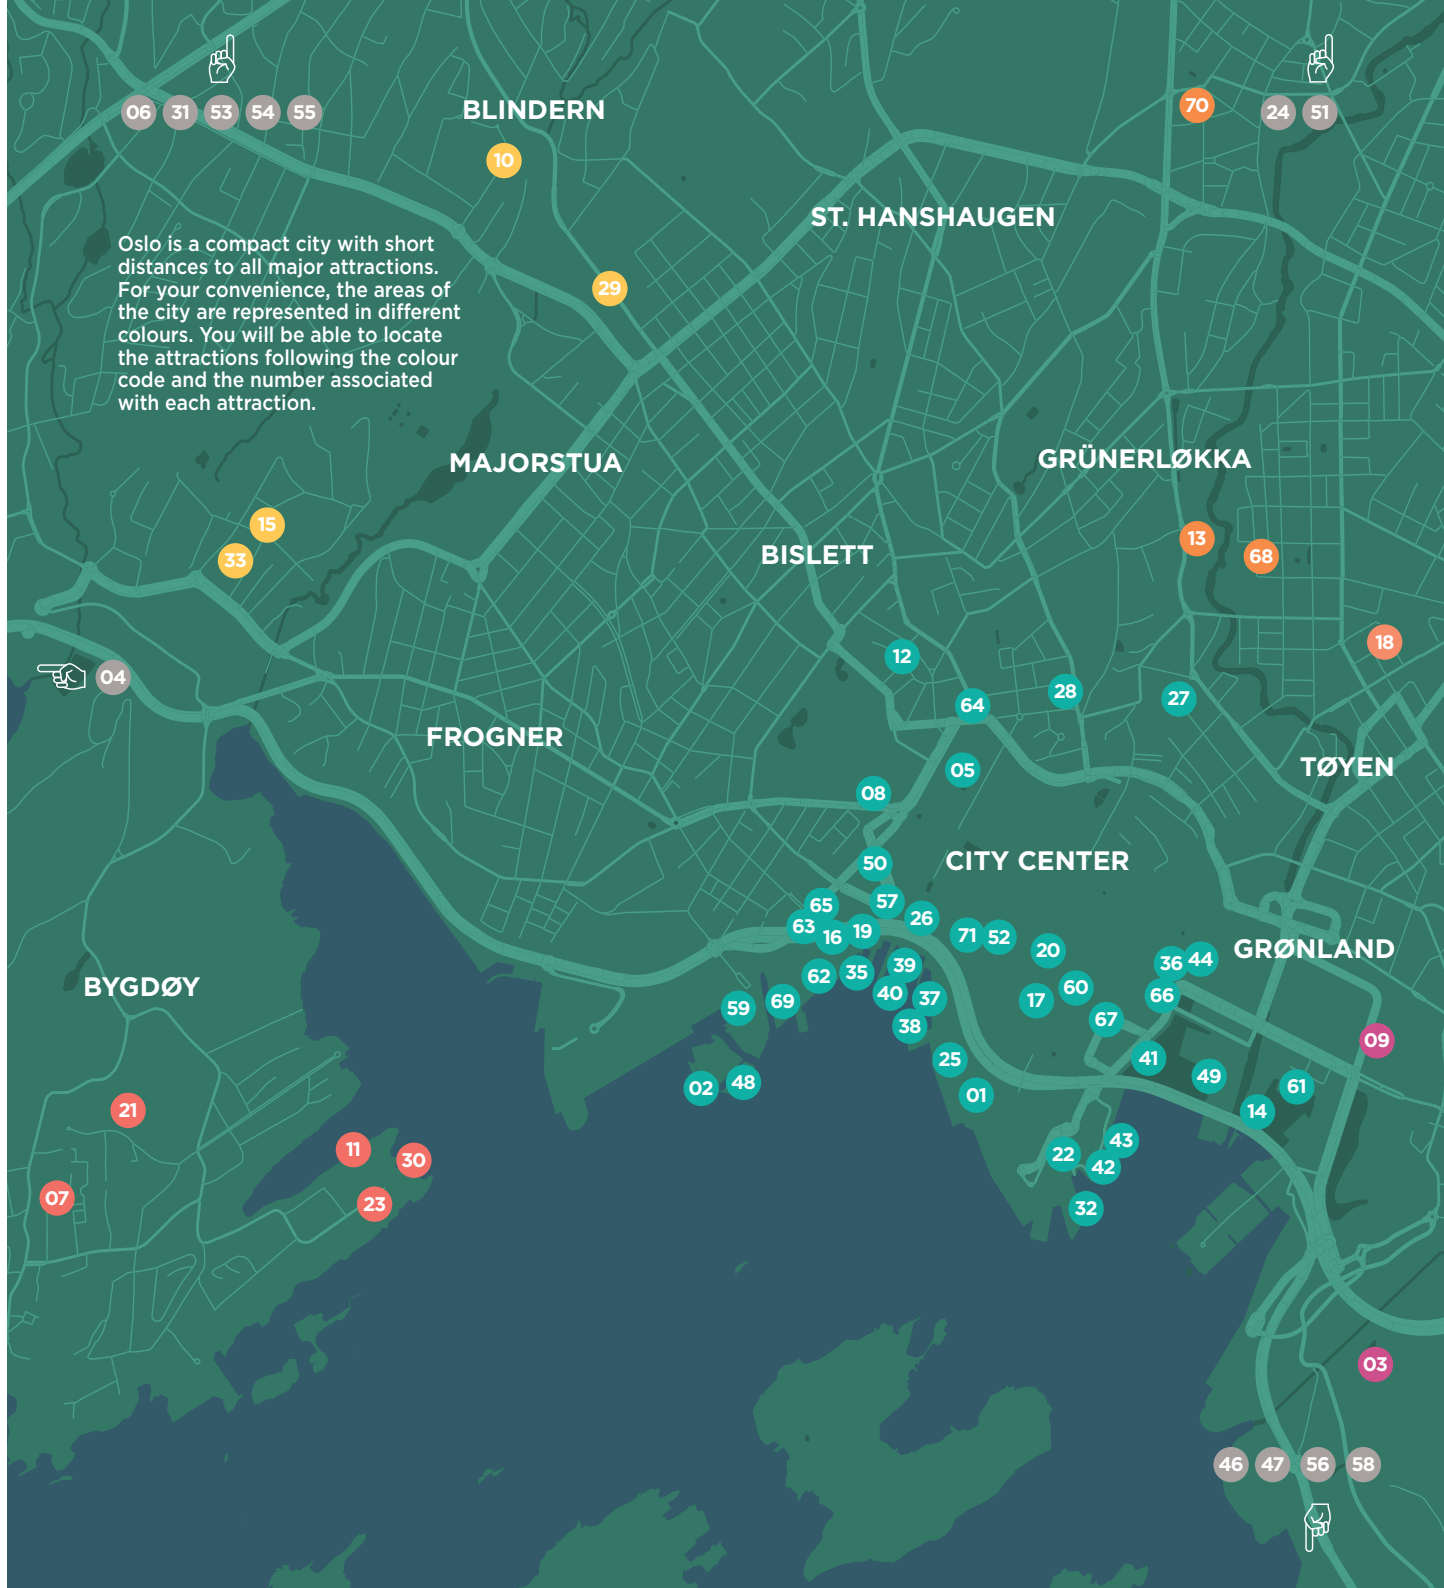 06 31 53 54 55
BLINDERN
70
24 51
10
ST. HANSHAUGEN
Oslo is a compact city with short
distances to all major attractions.
For your convenience, the areas of
the city are represented in different
colours. You will be able to locate
the attractions following the colour
code and the number associated
with each attraction.
29
MAJORSTUA
GRÜNERLØKKA
15
33
BISLETT
13
68
18
12
04
28
27
64
FROGNER
05
TØYEN
08
50
CITY CENTER
57
65
26
63
16
19
71
52
20
GRØNLAND
36
44
BYGDØY
62
35
39
40
37
17
60
66
59
69
38
67
09
25
41
49
61
02
48
01
14
21
11
30
22
43
42
07
23
32
03
46 47 56 58